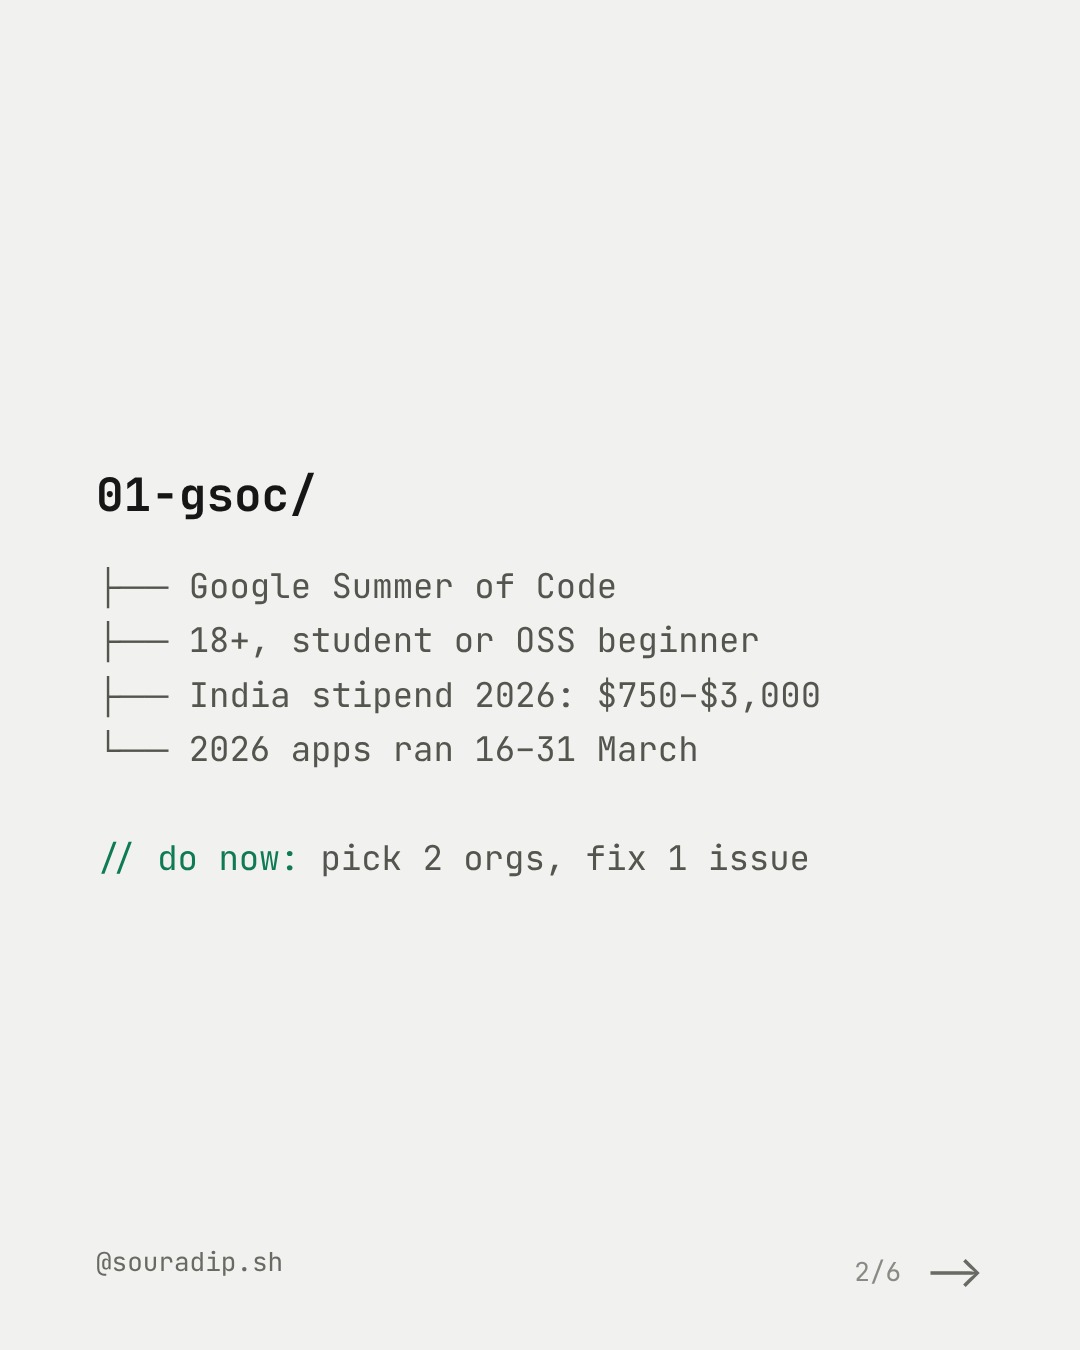 01-gsoc/
├── Google Summer of Code
├── 18+, student or OSS beginner
├── India stipend 2026: $750–$3,000
└── 2026 apps ran 16–31 March
// do now: pick 2 orgs, fix 1 issue
@souradip.sh
2/6 →